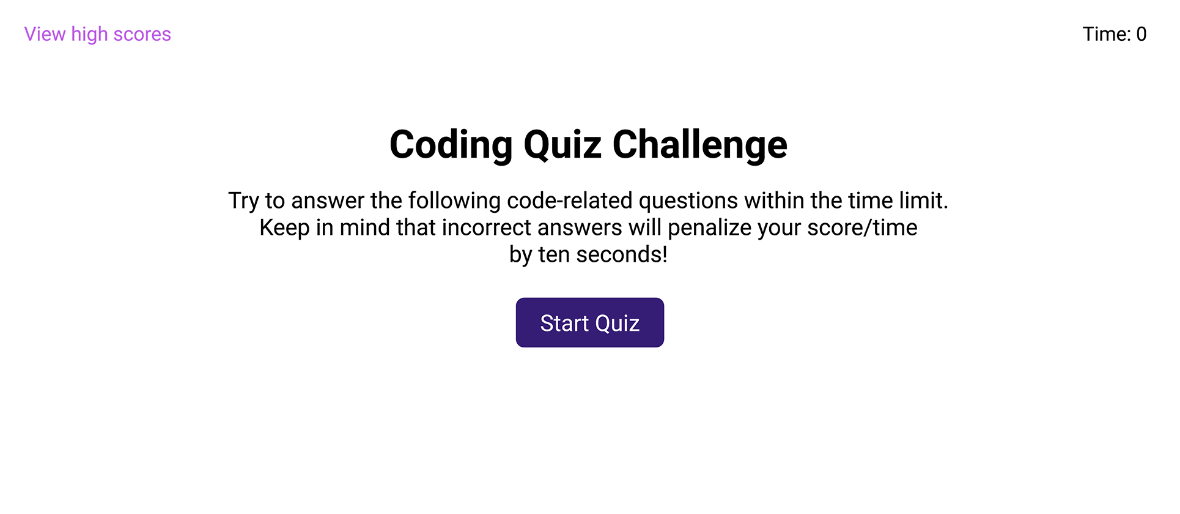 View high scores
Time: 0
Coding Quiz Challenge
Try to answer the following code-related questions within the time limit.
Keep in mind that incorrect answers will penalize your score/time
by ten seconds!
Start Quiz